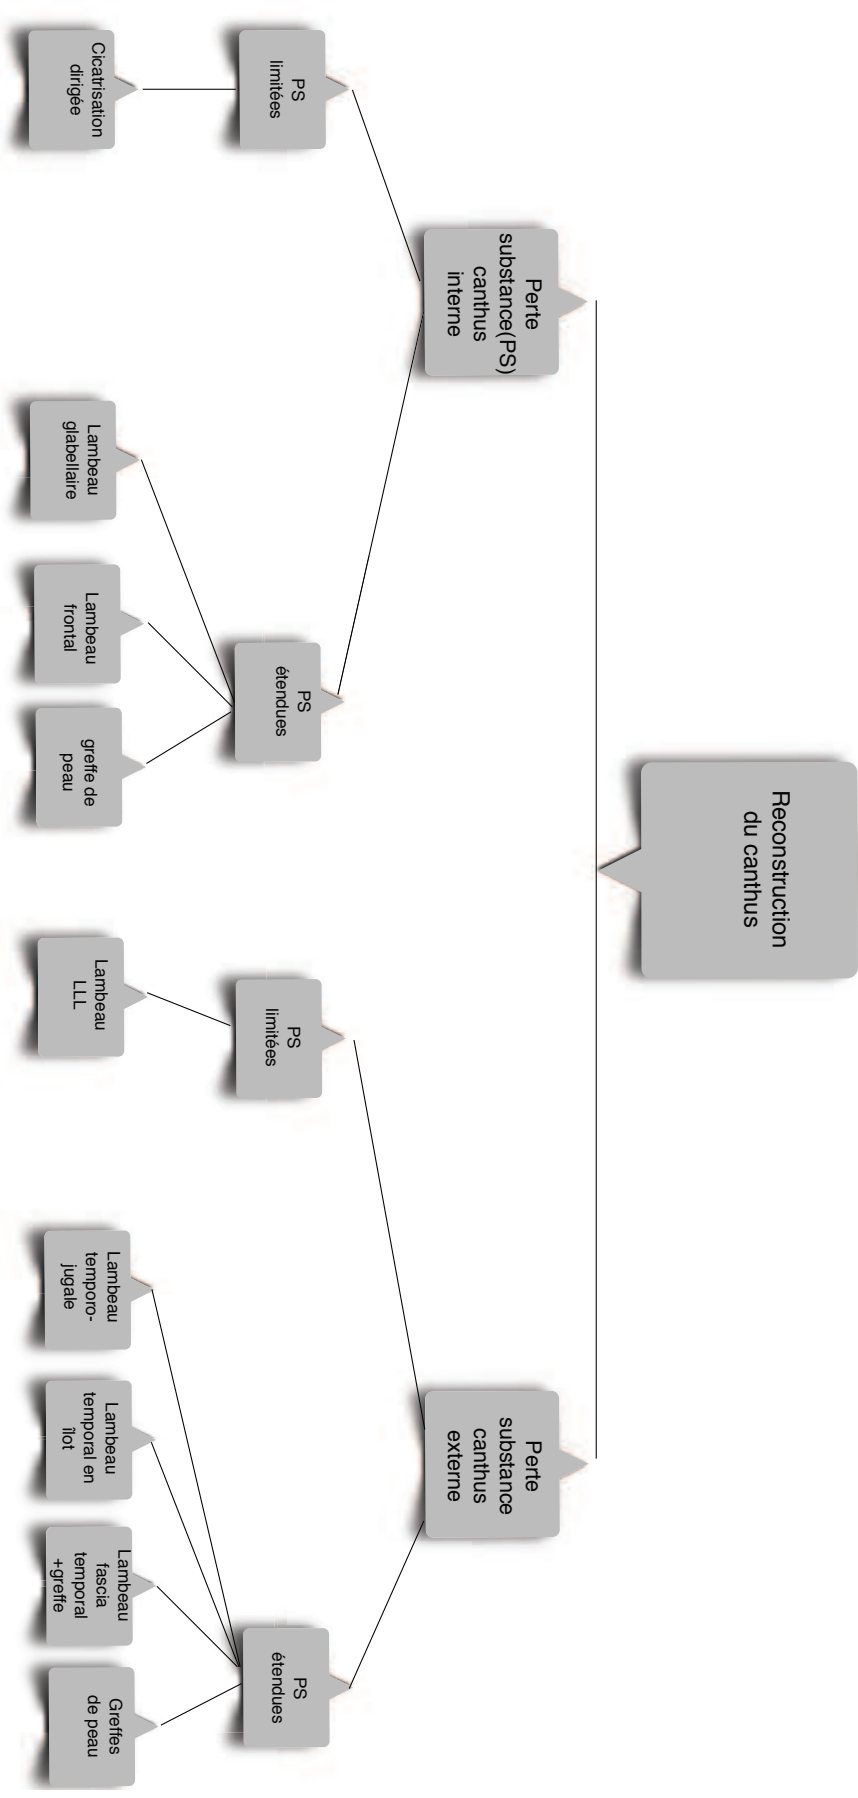 Reconstruction
du canthus
Perte
substance(PS)
canthus
interne
Perte
substance
canthus
externe
PS
limitées
PS
étendues
PS
limitées
PS
étendues
Cicatrisation
dirigée
Lambeau
glabellaire
Lambeau
frontal
greffe de
peau
Lambeau
LLL
Lambeau
temporo-
jugale
Lambeau
temporal en
îlot
Lambeau
fascia
temporal
+greffe
Greffes
de peau